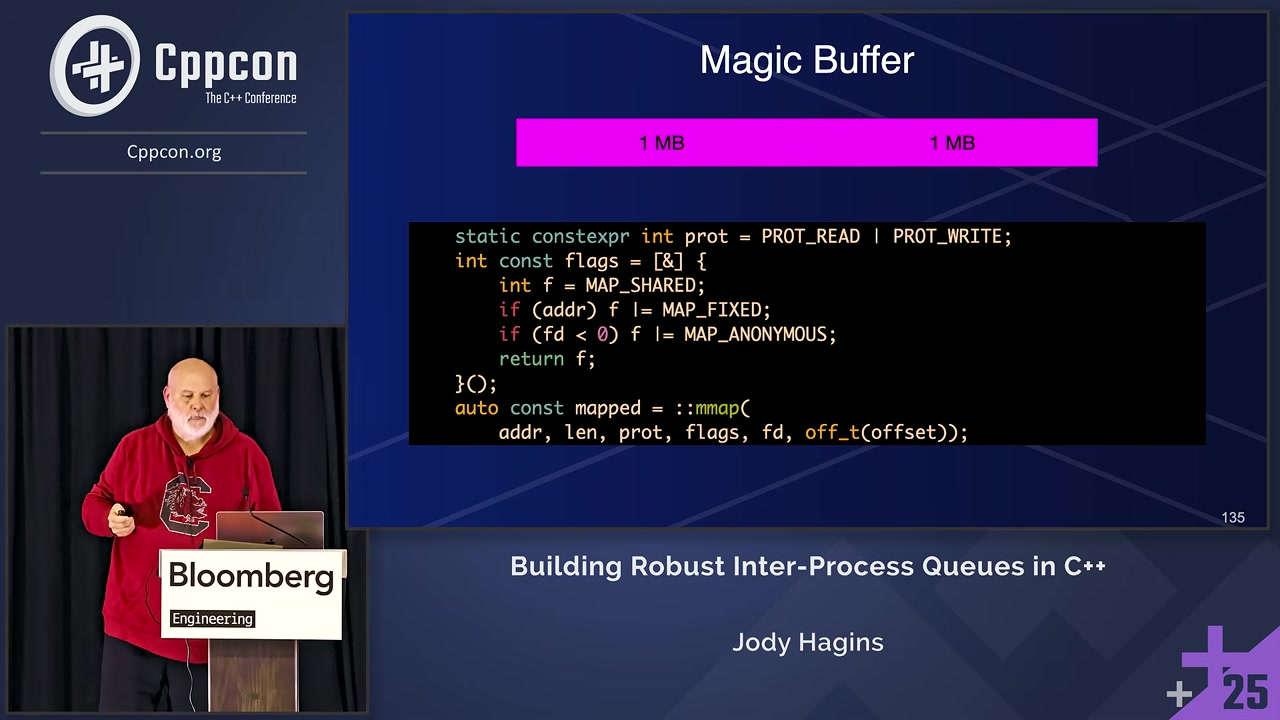 Cppcon
The C++ Conference
Cppcon.org
Magic Buffer
1 MB 1 MB
static constexpr int prot = PROT_READ | PROT_WRITE;
int const flags = [&] {
    int f = MAP_SHARED;
    if (addr) f |= MAP_FIXED;
    if (fd < 0) f |= MAP_ANONYMOUS;
    return f;
}();
auto const mapped = ::mmap(
    addr, len, prot, flags, fd, off_t(offset));
135
Bloomberg
Engineering
Building Robust Inter-Process Queues in C++
Jody Hagins
25